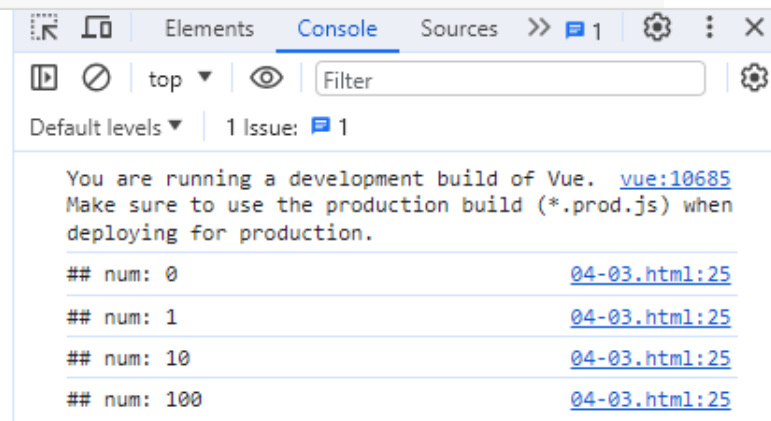 Elements Console Sources 1
top Filter
Default levels 1 Issue: 1
You are running a development build of Vue. vue:10685
Make sure to use the production build (*.prod.js) when
deploying for production.
## num: 0 04-03.html:25
## num: 1 04-03.html:25
## num: 10 04-03.html:25
## num: 100 04-03.html:25